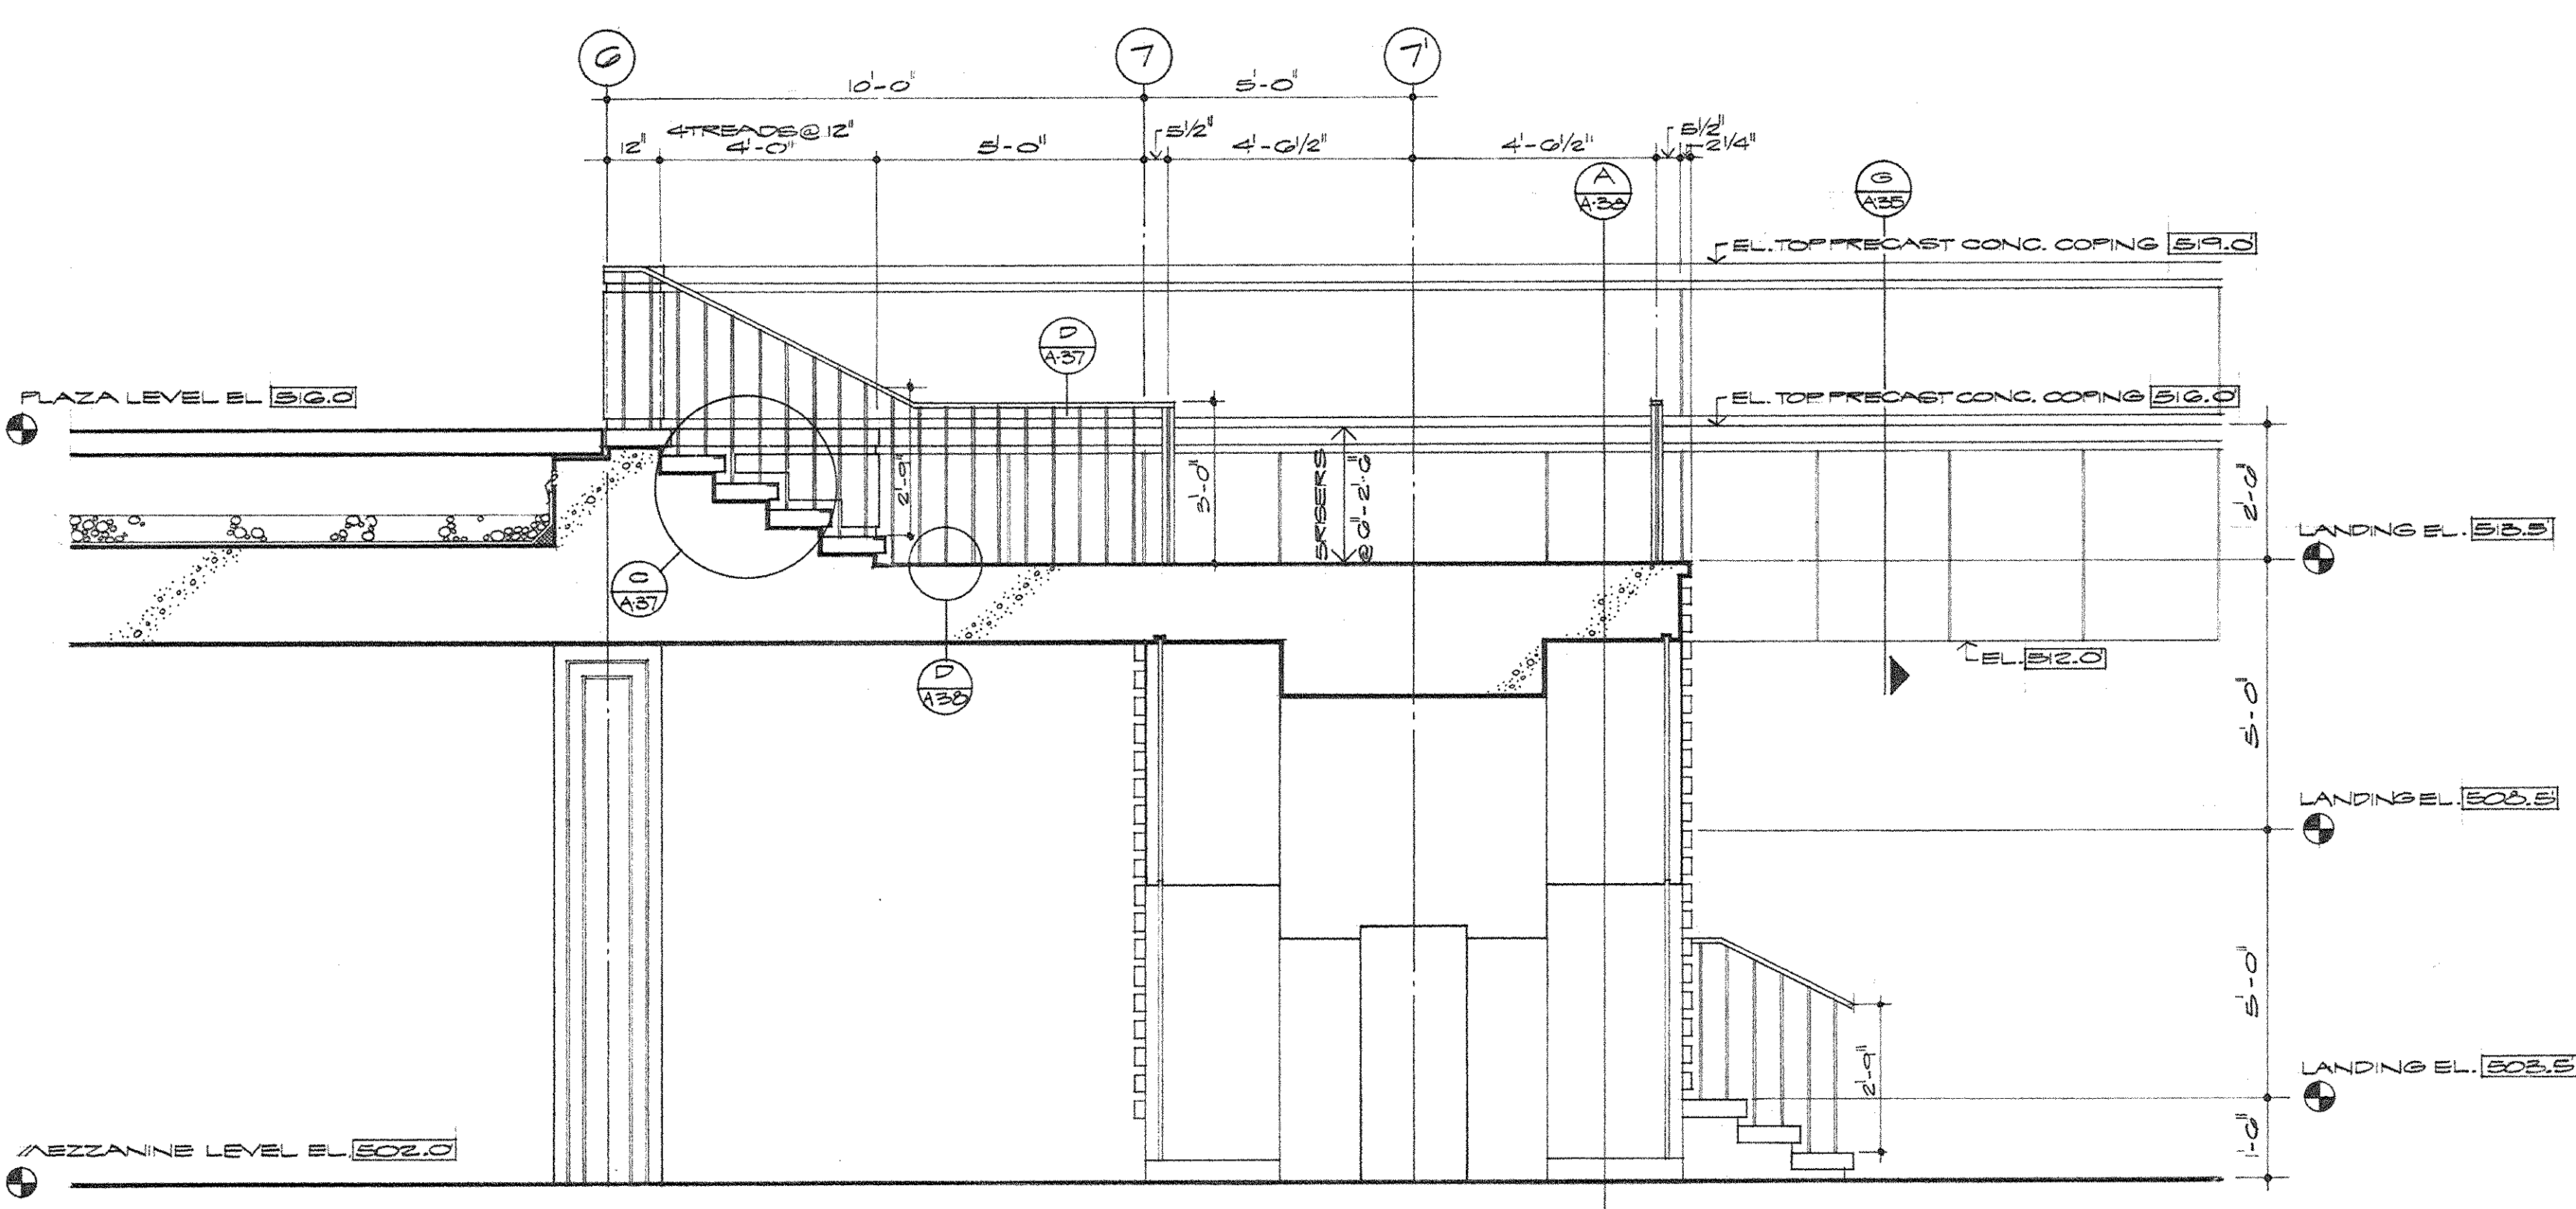 6
7
7'
10'-0"
5'-0"
4 TREADS @ 12"
12"
4'-0"
5'-0"
5 1/2"
4'-6 1/2"
4'-6 1/2"
5 1/2"
2 1/4"
A
A·38
G
A·35
EL. TOP PRECAST CONC. COPING 519.0'
D
A·37
PLAZA LEVEL EL 516.0'
EL. TOP PRECAST CONC. COPING 516.0'
2'-9"
3'-0"
5 RISERS
@ 6"-2'-6"
2'-0"
LANDING EL. 513.5'
C
A·37
EL. 512.0'
D
A·38
5'-0"
LANDING EL. 508.5'
5'-0"
2'-9"
LANDING EL. 503.5'
1'-6"
MEZZANINE LEVEL EL. 502.0'